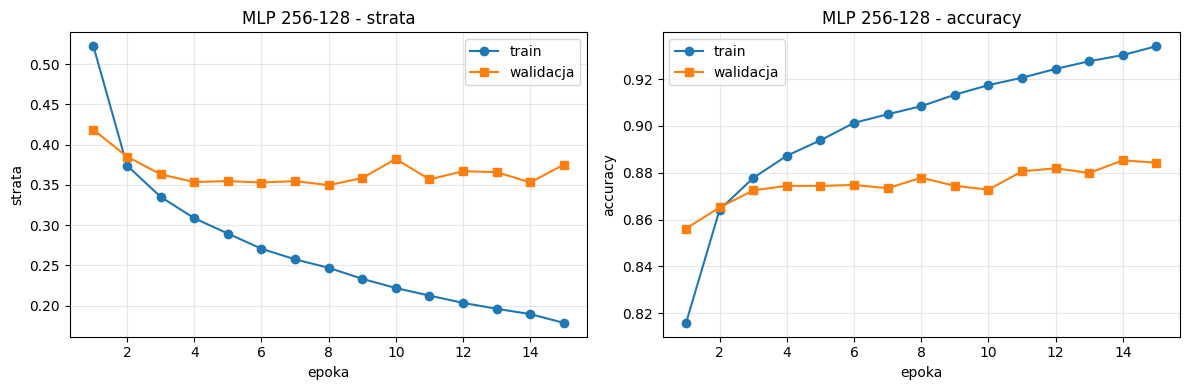 MLP 256-128 - strata
train
walidacja
strata
0.50
0.45
0.40
0.35
0.30
0.25
0.20
2 4 6 8 10 12 14
epoka
MLP 256-128 - accuracy
train
walidacja
accuracy
0.92
0.90
0.88
0.86
0.84
0.82
2 4 6 8 10 12 14
epoka